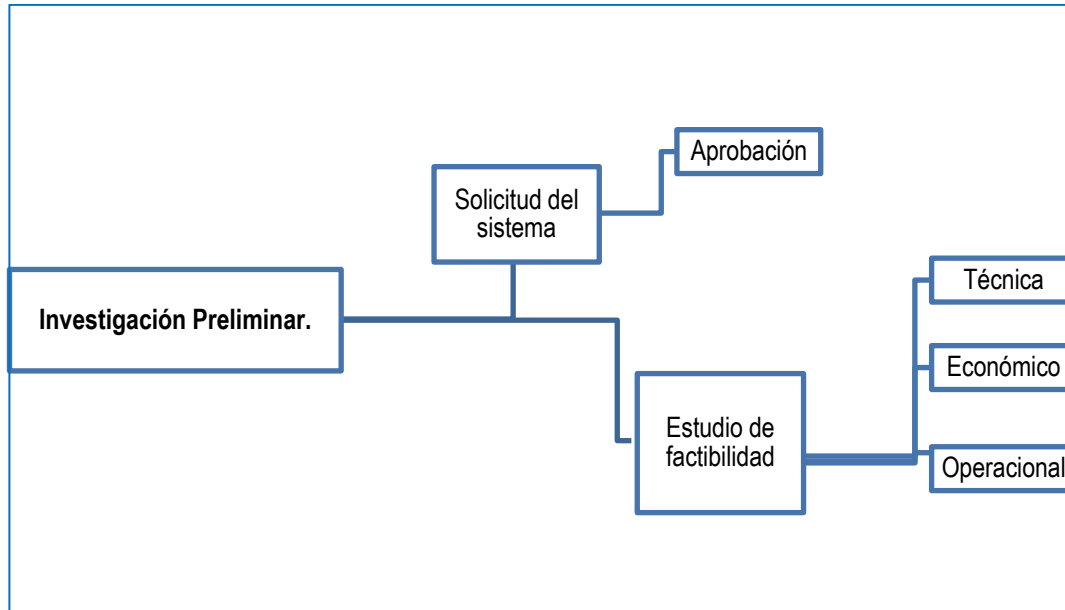 Aprobación
Solicitud del
sistema
Técnica
Investigación Preliminar.
Económico
Estudio de
factibilidad
Operacional